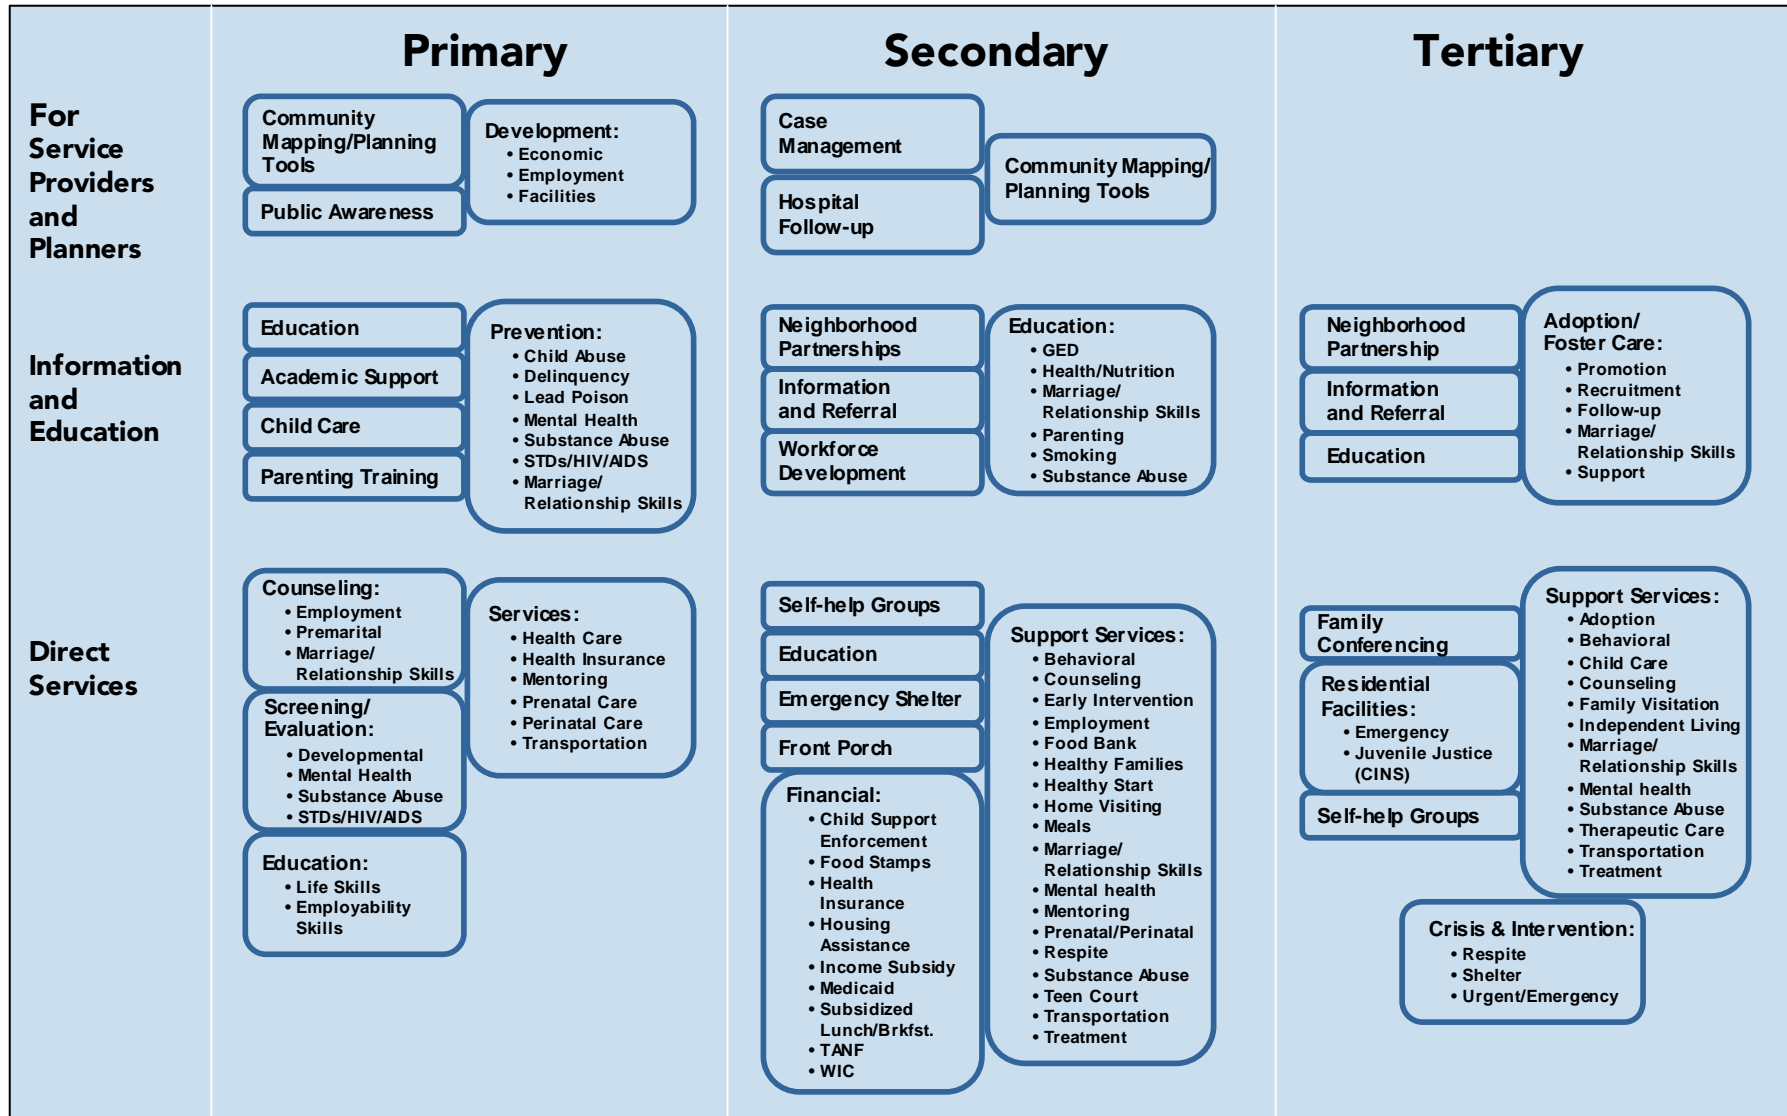 Primary
Secondary
Tertiary
For
Service
Providers
and
Planners
Community
Mapping/Planning
Tools
Public Awareness
Development:
• Economic
• Employment
• Facilities
Case
Management
Hospital
Follow-up
Community Mapping/
Planning Tools
Information
and
Education
Education
Academic Support
Child Care
Parenting Training
Prevention:
• Child Abuse
• Delinquency
• Lead Poison
• Mental Health
• Substance Abuse
• STDs/HIV/AIDS
• Marriage/
Relationship Skills
Neighborhood
Partnerships
Information
and Referral
Workforce
Development
Education:
• GED
• Health/Nutrition
• Marriage/
Relationship Skills
• Parenting
• Smoking
• Substance Abuse
Neighborhood
Partnership
Information
and Referral
Education
Adoption/
Foster Care:
• Promotion
• Recruitment
• Follow-up
• Marriage/
Relationship Skills
• Support
Direct
Services
Counseling:
• Employment
• Premarital
• Marriage/
Relationship Skills
Screening/
Evaluation:
• Developmental
• Mental Health
• Substance Abuse
• STDs/HIV/AIDS
Education:
• Life Skills
• Employability
Skills
Services:
• Health Care
• Health Insurance
• Mentoring
• Prenatal Care
• Perinatal Care
• Transportation
Self-help Groups
Education
Emergency Shelter
Front Porch
Financial:
• Child Support
Enforcement
• Food Stamps
• Health
Insurance
• Housing
Assistance
• Income Subsidy
• Medicaid
• Subsidized
Lunch/Brkfst.
• TANF
• WIC
Support Services:
• Behavioral
• Counseling
• Early Intervention
• Employment
• Food Bank
• Healthy Families
• Healthy Start
• Home Visiting
• Meals
• Marriage/
Relationship Skills
• Mental health
• Mentoring
• Prenatal/Perinatal
• Respite
• Substance Abuse
• Teen Court
• Transportation
• Treatment
Family
Conferencing
Residential
Facilities:
• Emergency
• Juvenile Justice
(CINS)
Self-help Groups
Support Services:
• Adoption
• Behavioral
• Child Care
• Counseling
• Family Visitation
• Independent Living
• Marriage/
Relationship Skills
• Mental health
• Substance Abuse
• Therapeutic Care
• Transportation
• Treatment
Crisis & Intervention:
• Respite
• Shelter
• Urgent/Emergency